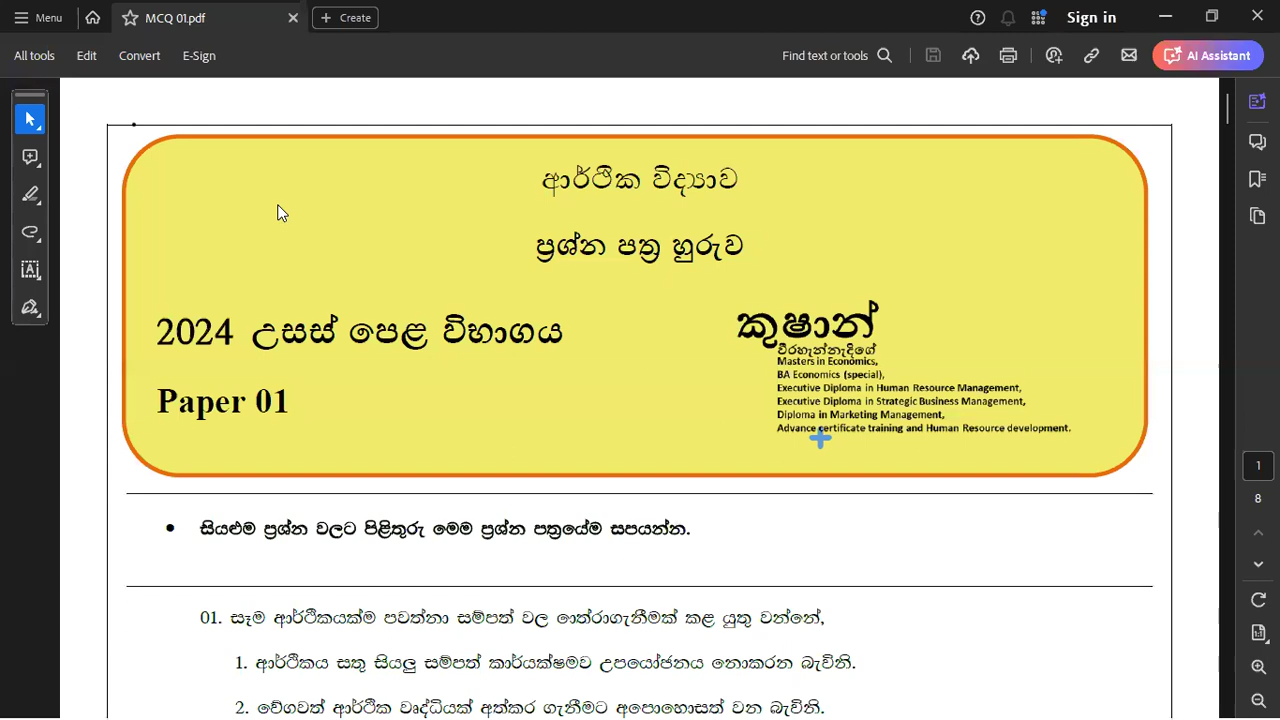 Menu
MCQ 01.pdf
Create
Sign in
All tools
Edit
Convert
E-Sign
Find text or tools
AI Assistant
ආර්ථික විද්‍යාව
ප්‍රශ්න පත්‍ර හුරුව
2024 උසස් පෙළ විභාගය
Paper 01
කුෂාන්
වීරහැන්නැදිගේ
Masters in Economics,
BA Economics (special),
Executive Diploma in Human Resource Management,
Executive Diploma in Strategic Business Management,
Diploma in Marketing Management,
Advance certificate training and Human Resource development.
• සියළුම ප්‍රශ්න වලට පිළිතුරු මෙම ප්‍රශ්න පත්‍රයේම සපයන්න.
01. සෑම ආර්ථිකයක්ම පවත්නා සම්පත් වල තෝරාගැනීමක් කළ යුතු වන්නේ,
1. ආර්ථිකය සතු සියලු සම්පත් කාර්යක්ෂමව උපයෝජනය නොකරන බැවිනි.
2. වේගවත් ආර්ථික වෘද්ධියක් අත්කර ගැනීමට අපොහොසත් වන බැවිනි.
1
8